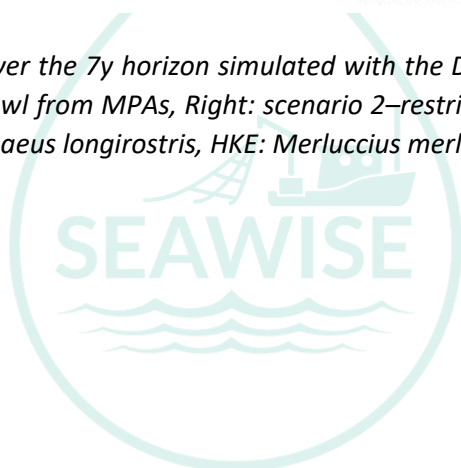 ver the 7y horizon simulated with the D
wl from MPAs, Right: scenario 2–restri
aeus longirostris, HKE: Merluccius merl
SEAWISE